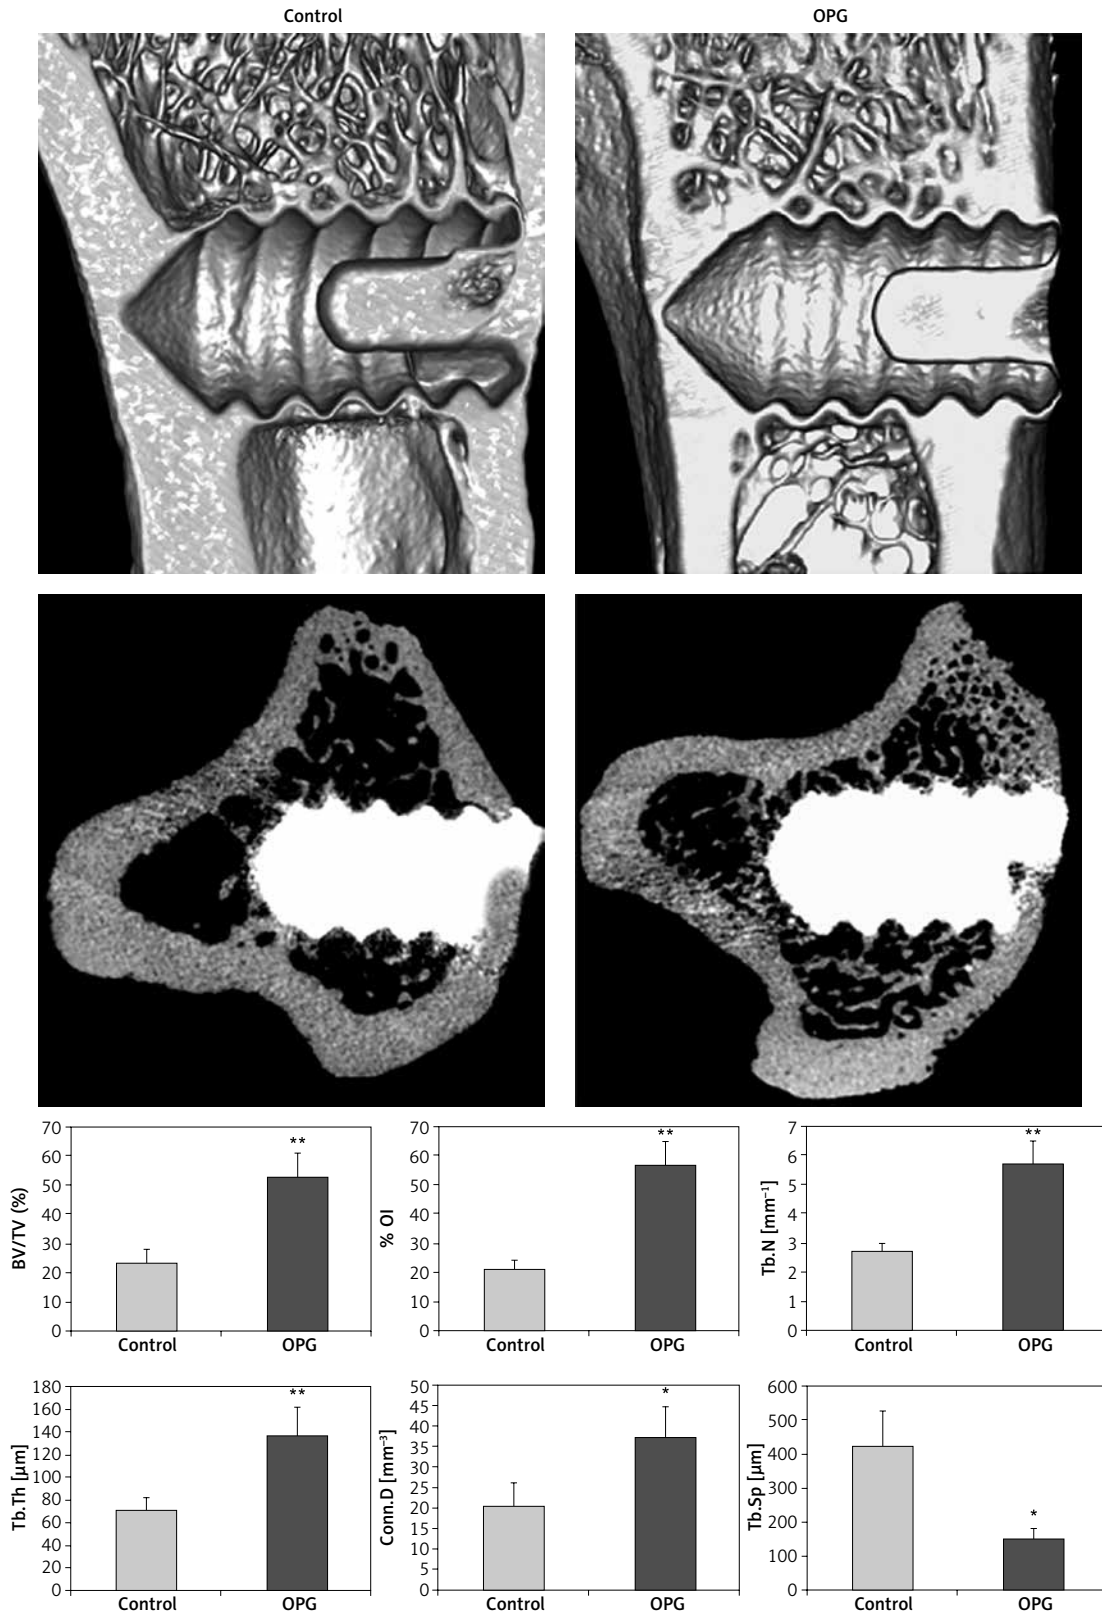 Control
OPG
70
60
50
40
30
20
10
0
BV/TV (%)
**
Control
OPG
70
60
50
40
30
20
10
0
% OI
**
Control
OPG
7
6
5
4
3
2
1
0
Tb.N [mm⁻¹]
**
Control
OPG
180
160
140
120
100
80
60
40
20
0
Tb.Th [µm]
**
Control
OPG
50
45
40
35
30
25
20
15
10
5
0
Conn.D [mm⁻³]
*
Control
OPG
600
500
400
300
200
100
0
Tb.Sp [µm]
*
Control
OPG